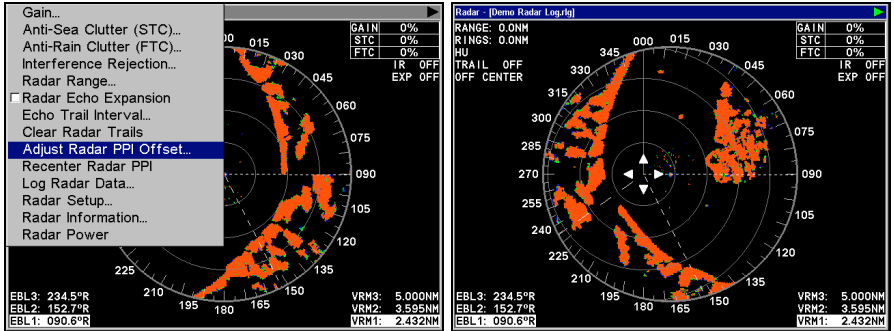 Gain...
Anti-Sea Clutter (STC)...
Anti-Rain Clutter (FTC)...
Interference Rejection...
Radar Range...
Radar Echo Expansion
Echo Trail Interval...
Clear Radar Trails
Adjust Radar PPI Offset...
Recenter Radar PPI
Log Radar Data...
Radar Setup...
Radar Information...
Radar Power
GAIN 0%
STC 0%
FTC 0%
IR OFF
EXP OFF
015
030
045
060
075
090
105
120
135
150
165
180
195
210
225
EBL3: 234.5°R
EBL2: 152.7°R
EBL1: 090.6°R
VRM3: 5.000NM
VRM2: 3.595NM
VRM1: 2.432NM
Radar - [Demo Radar Log.rlg]
RANGE: 0.0NM
RINGS: 0.0NM
HU
TRAIL OFF
OFF CENTER
GAIN 0%
STC 0%
FTC 0%
IR OFF
EXP OFF
000
015
030
045
060
075
090
105
120
135
150
165
180
195
210
225
240
255
270
285
300
315
330
345
EBL3: 234.5°R
EBL2: 152.7°R
EBL1: 090.6°R
VRM3: 5.000NM
VRM2: 3.595NM
VRM1: 2.432NM